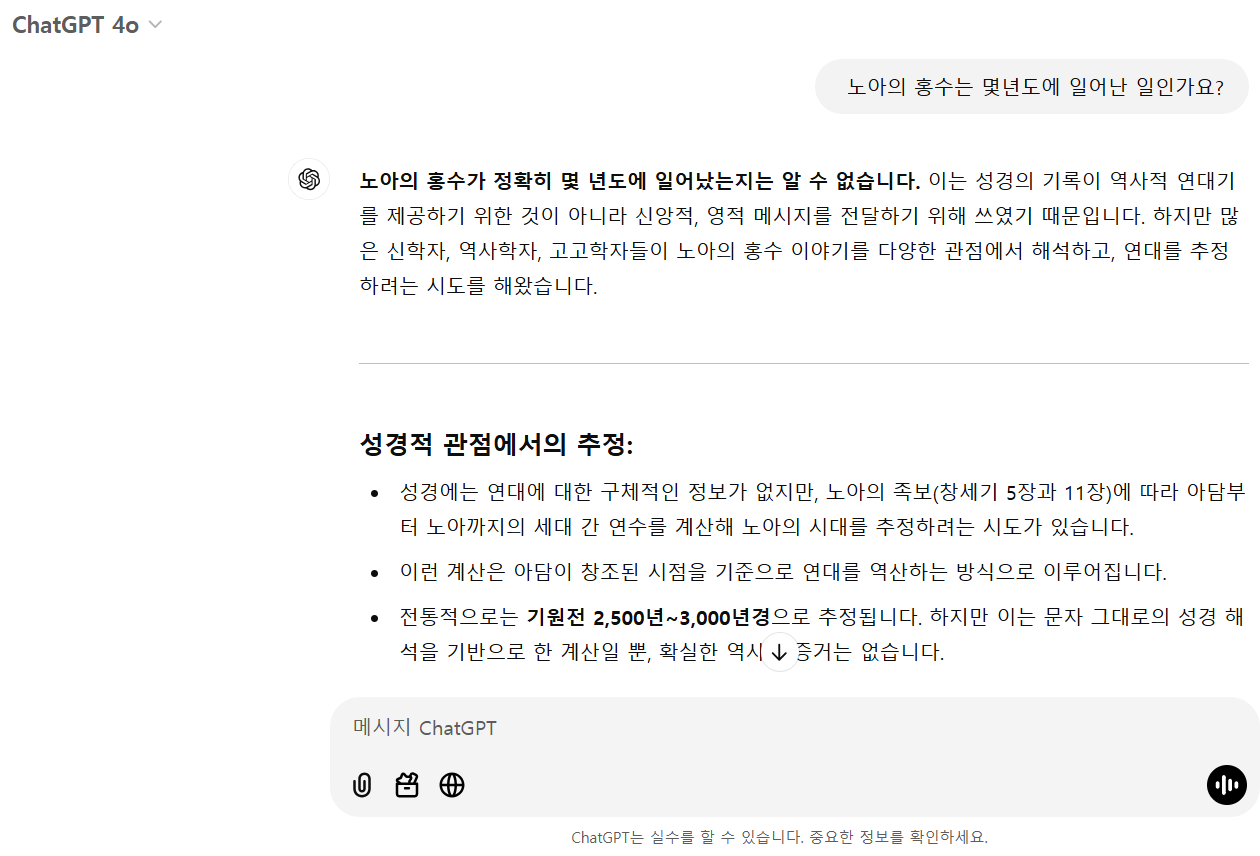 ChatGPT 4o
노아의 홍수는 몇년도에 일어난 일인가요?
노아의 홍수가 정확히 몇 년도에 일어났는지는 알 수 없습니다. 이는 성경의 기록이 역사적 연대기
를 제공하기 위한 것이 아니라 신앙적, 영적 메시지를 전달하기 위해 쓰였기 때문입니다. 하지만 많
은 신학자, 역사학자, 고고학자들이 노아의 홍수 이야기를 다양한 관점에서 해석하고, 연대를 추정
하려는 시도를 해왔습니다.
성경적 관점에서의 추정:
성경에는 연대에 대한 구체적인 정보가 없지만, 노아의 족보(창세기 5장과 11장)에 따라 아담부
터 노아까지의 세대 간 연수를 계산해 노아의 시대를 추정하려는 시도가 있습니다.
이런 계산은 아담이 창조된 시점을 기준으로 연대를 역산하는 방식으로 이루어집니다.
전통적으로는 기원전 2,500년~3,000년경으로 추정됩니다. 하지만 이는 문자 그대로의 성경 해
석을 기반으로 한 계산일 뿐, 확실한 역사 증거는 없습니다.
메시지 ChatGPT
ChatGPT는 실수를 할 수 있습니다. 중요한 정보를 확인하세요.